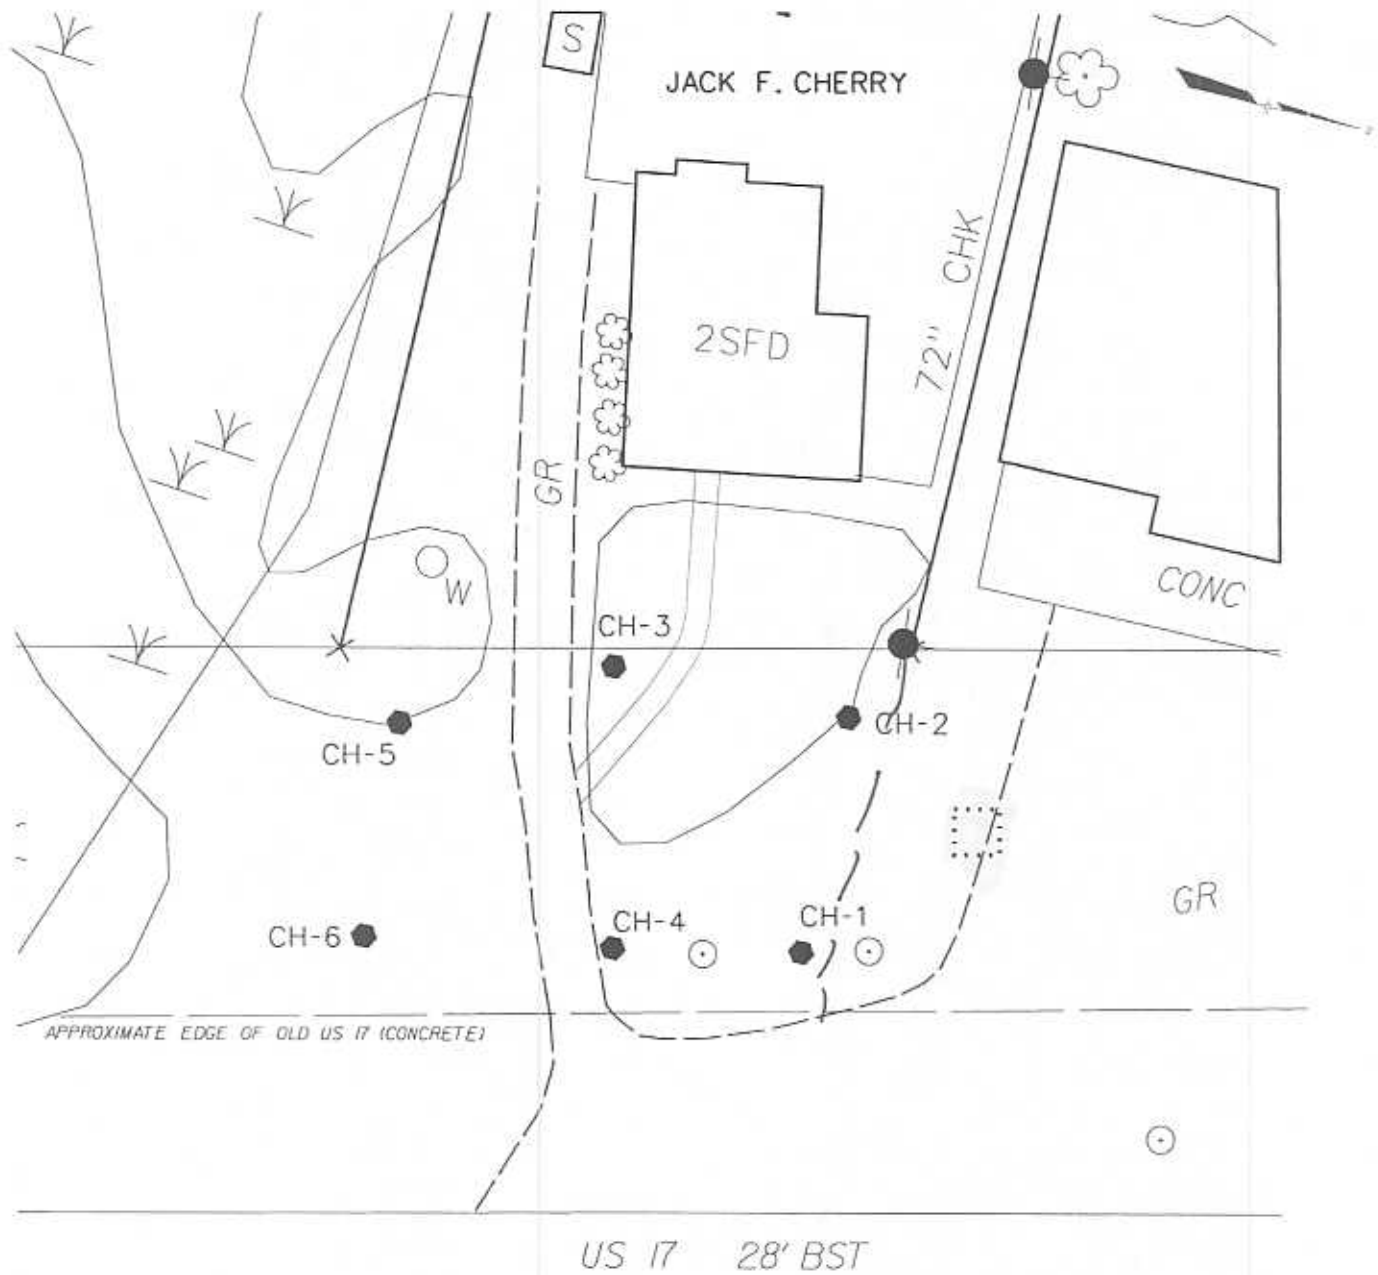 S
JACK F. CHERRY
72" CHK
2SFD
GR
CONC
W
CH-3
CH-2
CH-5
GR
CH-4
CH-1
CH-6
APPROXIMATE EDGE OF OLD US 17 (CONCRETE)
US 17 28' BST